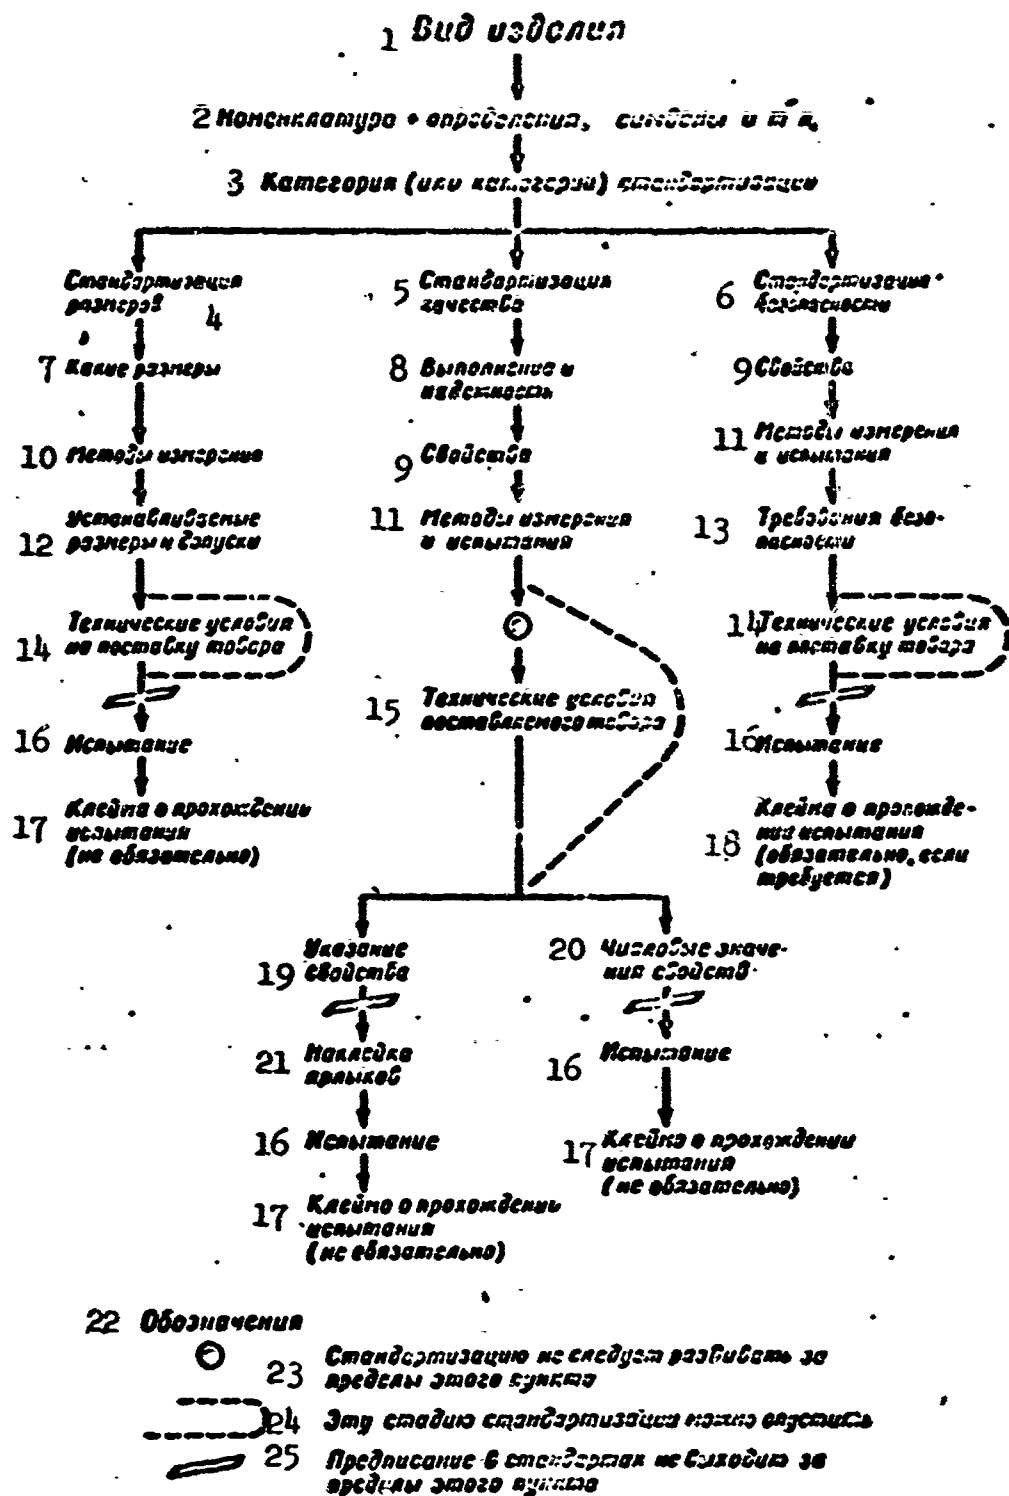 1 Вид изделия
2 Номенклатура + определения, символы и т п.
3 Категория (или категории) стандартизации
Стандартизация
размеров 4
5 Стандартизация
качества
6 Стандартизация
безопасности
7 Какие размеры
8 Выполнение и
надежность
9 Свойства
10 Методы измерения
9 Свойства
11 Методы измерения
и испытания
12 Устанавливаемые
размеры и допуски
11 Методы измерения
и испытания
13 Требования безо-
пасности
14 Технические условия
на поставку товара
15 Технические условия
поставляемого товара
14 Технические условия
на поставку товара
16 Испытание
16 Испытание
17 Клейма о прохождении
испытания
(не обязательно)
18 Клейма о прохожде-
нии испытания
(обязательно, если
требуется)
19 Указание
свойства
20 Числовые значе-
ния свойств
21 Наклейка
ярлыков
16 Испытание
16 Испытание
17 Клеймо о прохождении
испытания
(не обязательно)
17 Клеймо о прохождении
испытания
(не обязательно)
22 Обозначения
23 Стандартизацию не следует развивать за
пределы этого пункта
24 Эту стадию стандартизации можно опустить
25 Предписание в стандартах не выходит за
пределы этого пункта